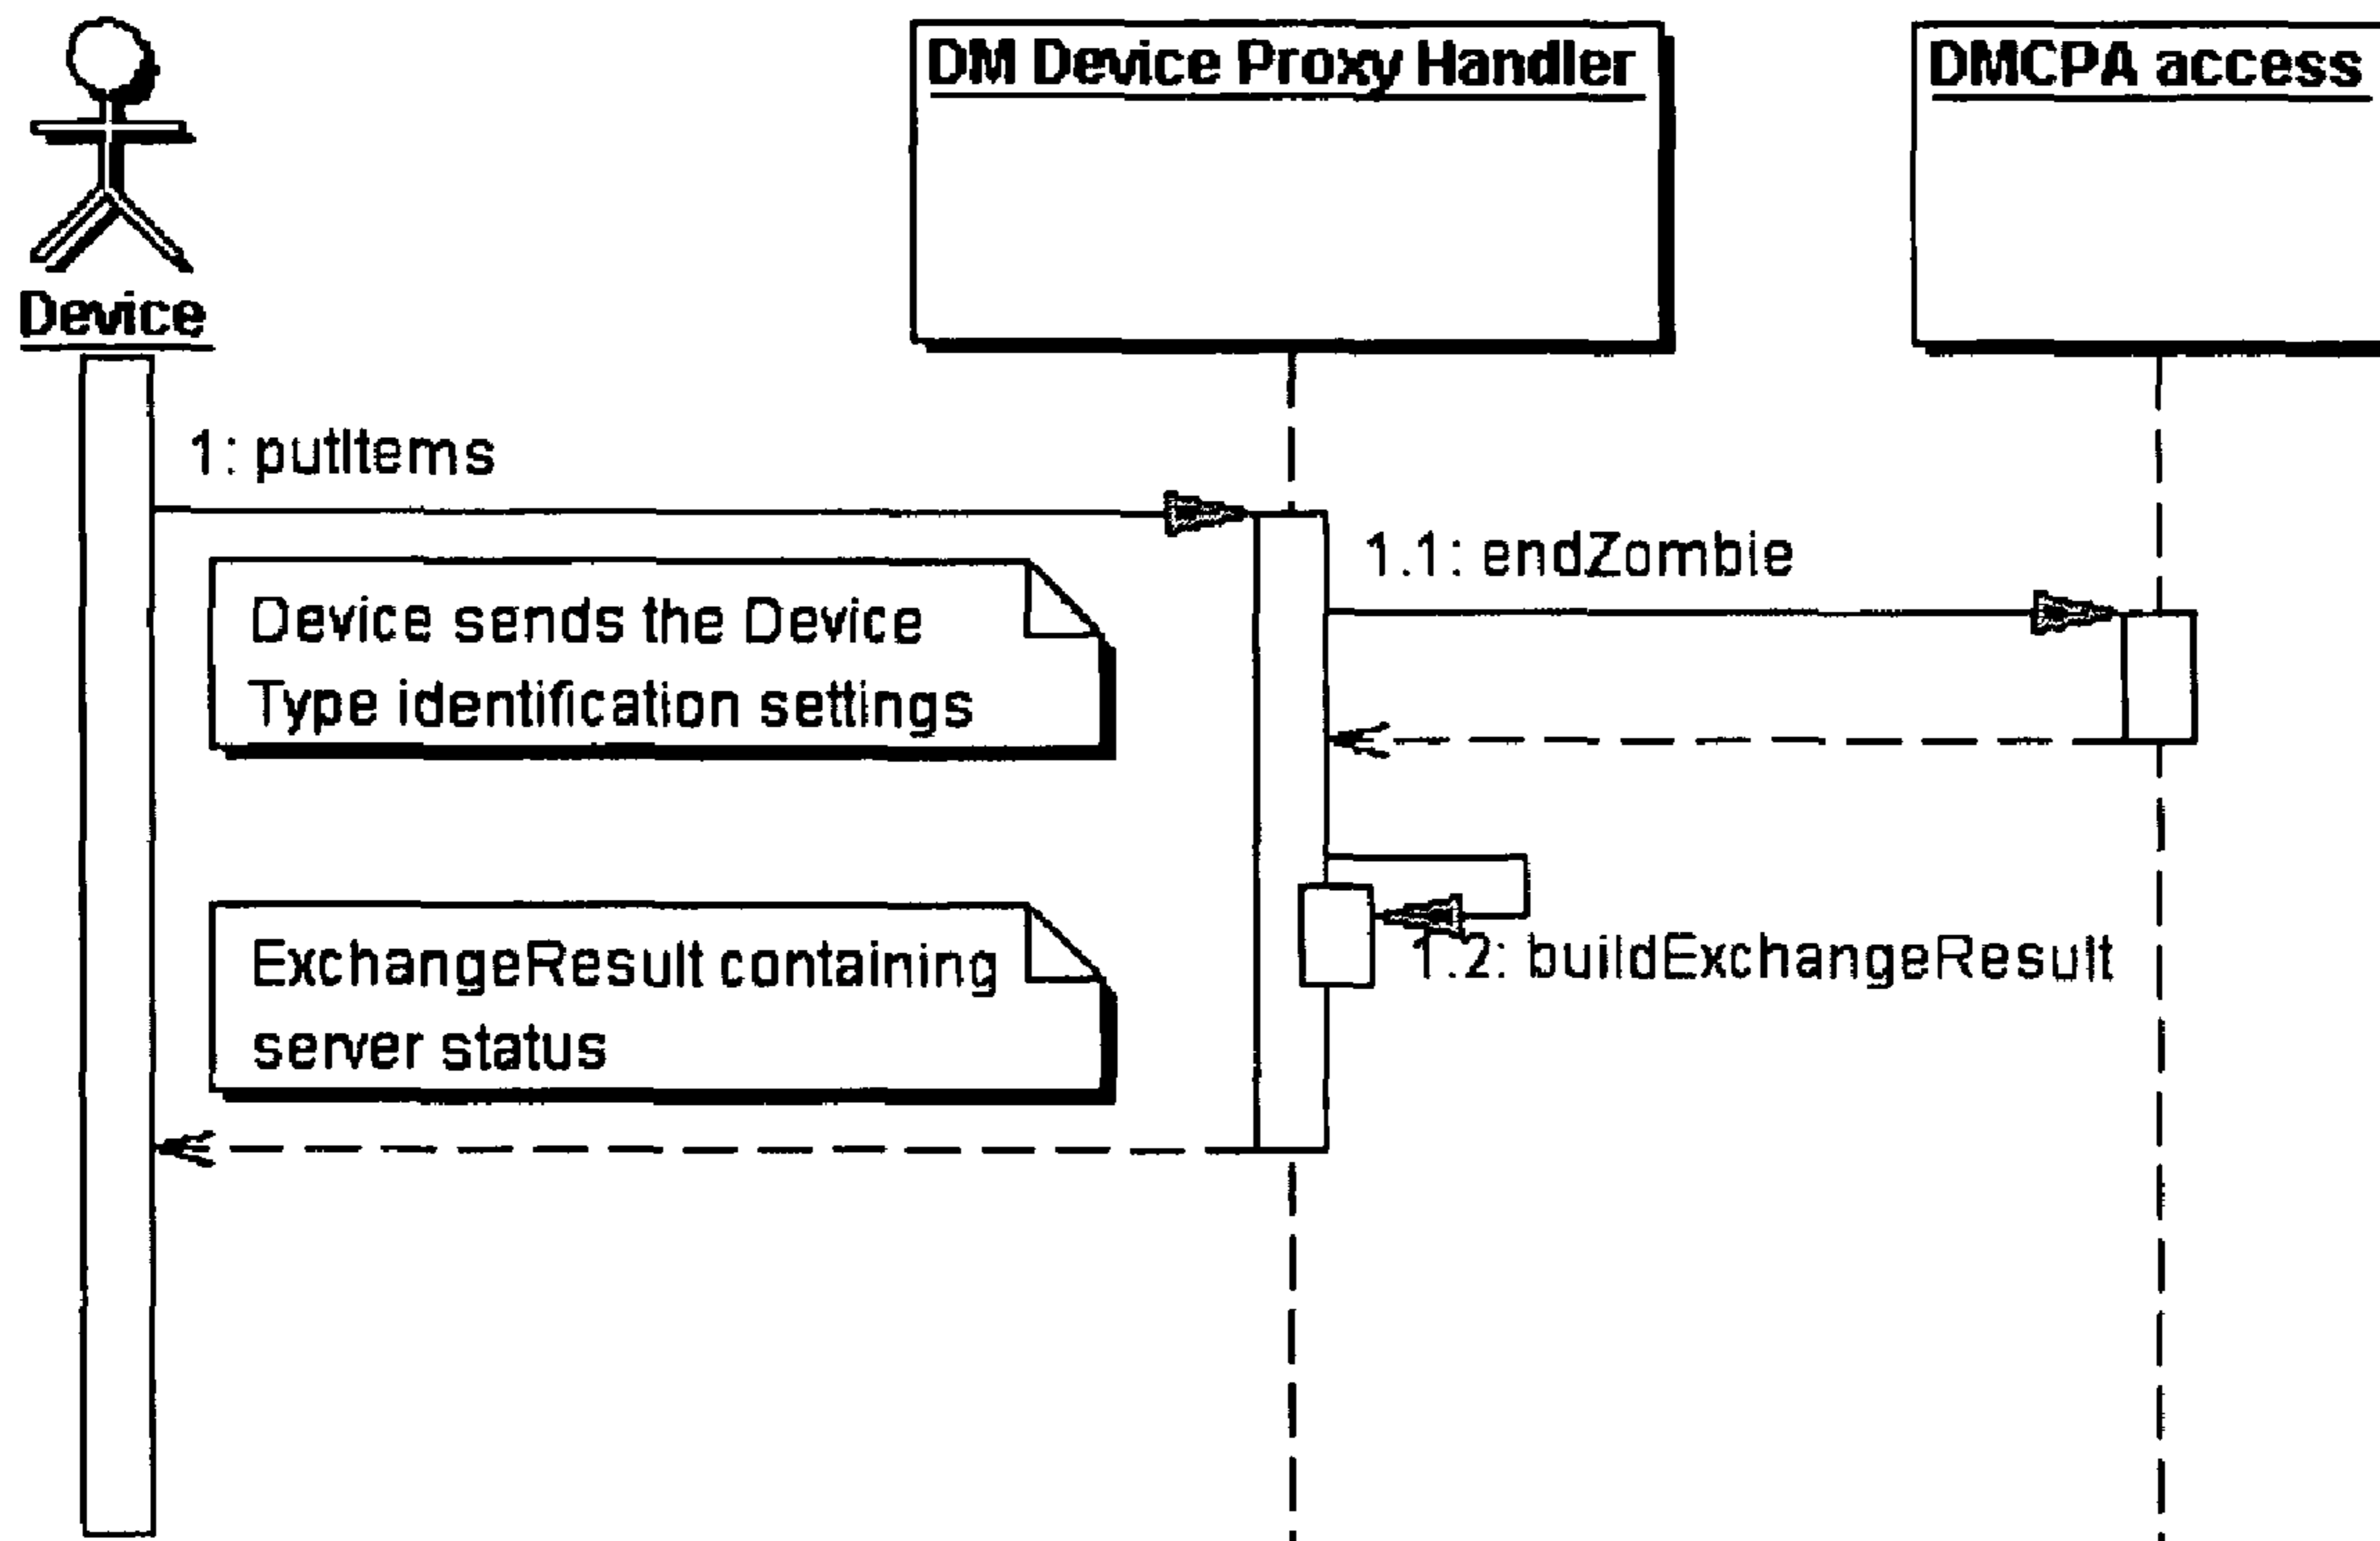 DM Device Proxy Handler
DMCPA access
Device
1: putItems
1.1: endZombie
Device sends the Device
Type identification settings
1.2: buildExchangeResult
ExchangeResult containing
server status